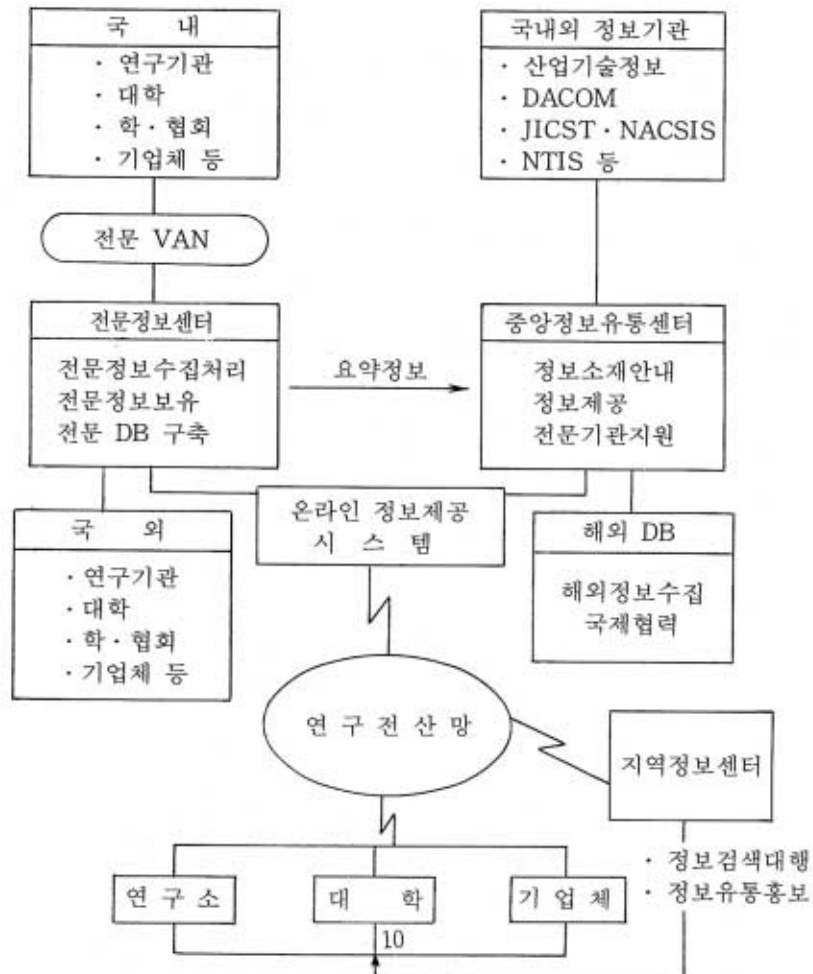 국 내
· 연구기관
· 대학
· 학·협회
· 기업체 등
국내외 정보기관
· 산업기술정보
· DACOM
· JICST·NACSIS
· NTIS 등
전문 VAN
전문정보센터
전문정보수집처리
전문정보보유
전문 DB 구축
요약정보
중앙정보유통센터
정보소재안내
정보제공
전문기관지원
온라인 정보제공
시 스 템
국 외
· 연구기관
· 대학
· 학·협회
· 기업체 등
해외 DB
해외정보수집
국제협력
연 구 전 산 망
지역정보센터
· 정보검색대행
· 정보유통홍보
연 구 소
대 학
기 업 체
10